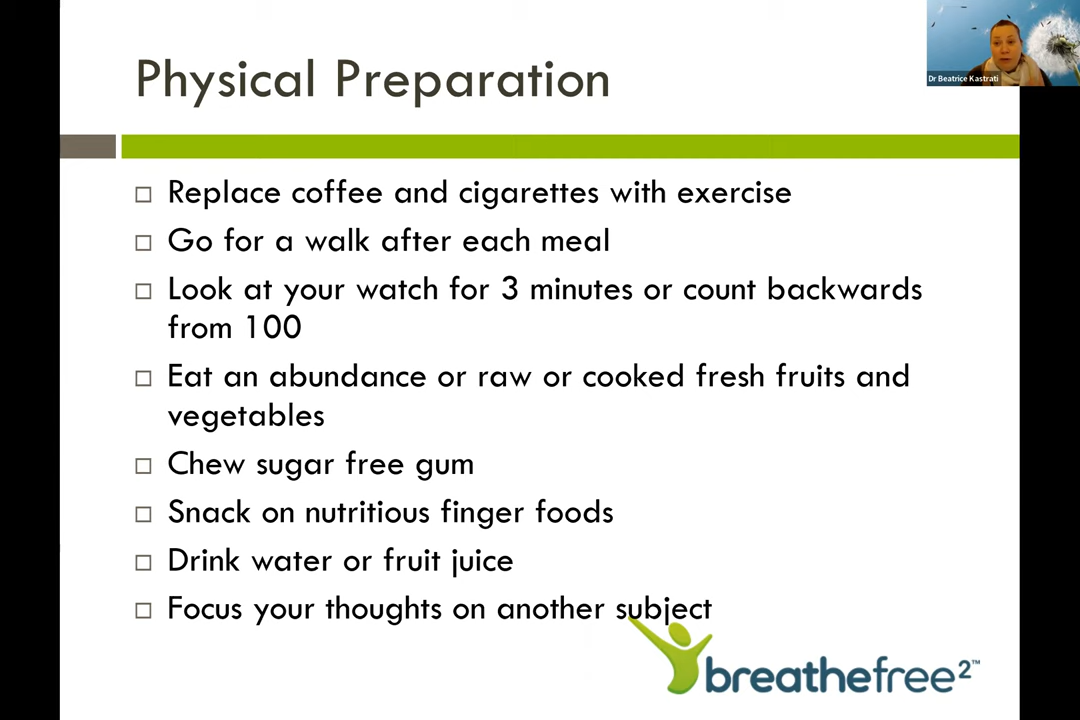 Physical Preparation
Dr Beatrice Kastrati
Replace coffee and cigarettes with exercise
Go for a walk after each meal
Look at your watch for 3 minutes or count backwards
from 100
Eat an abundance or raw or cooked fresh fruits and
vegetables
Chew sugar free gum
Snack on nutritious finger foods
Drink water or fruit juice
Focus your thoughts on another subject
breathefree2™